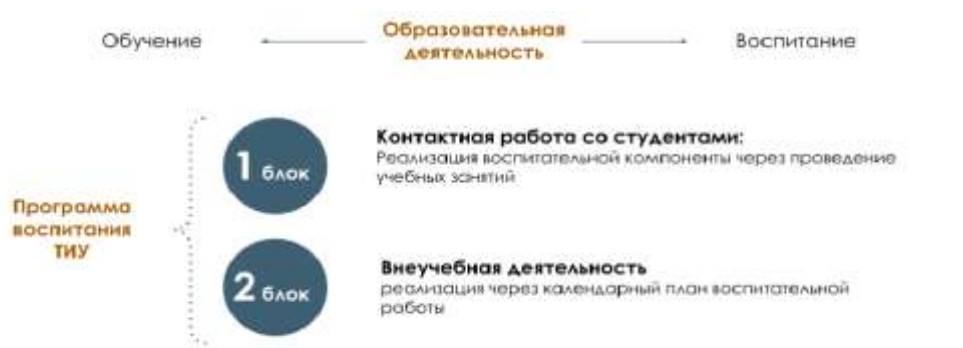 Обучение
Образовательная
деятельность
Воспитание
Контактная работа со студентами:
Реализация воспитательной компоненты через проведение
учебных занятий
1 блок
Программа
воспитания
ТИУ
2 блок
Внеучебная деятельность
реализация через календарный план воспитательной
работы